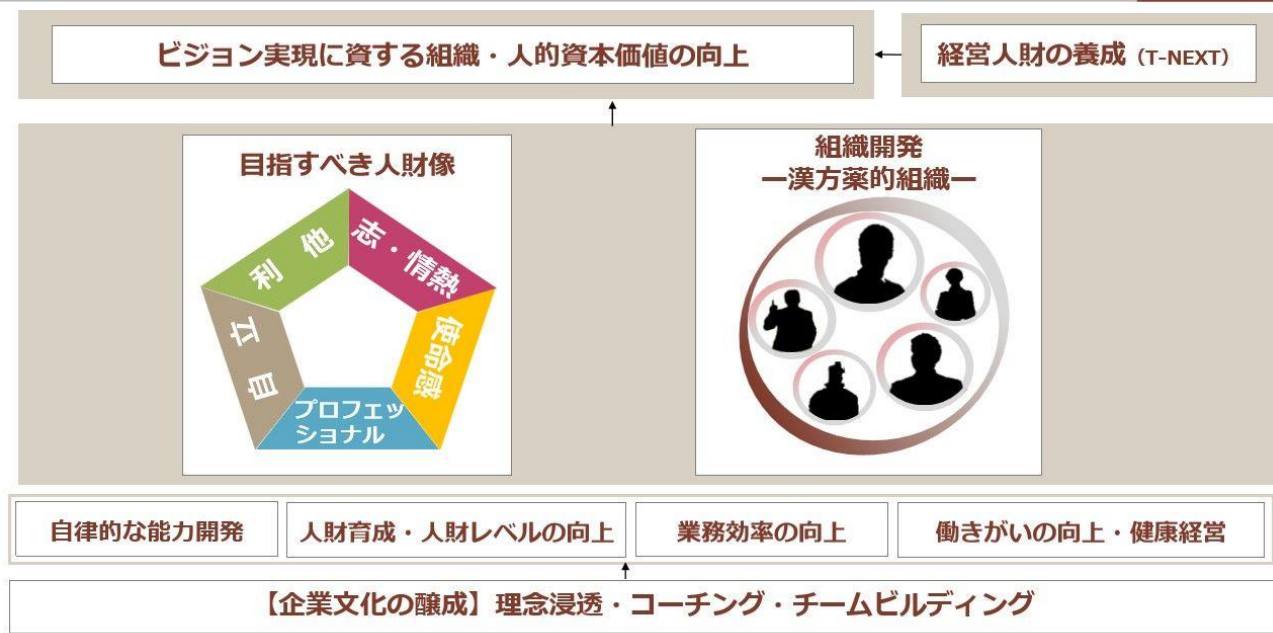 ビジョン実現に資する組織・人的資本価値の向上
経営人財の養成（T-NEXT）
目指すべき人財像
志・情熱
使命感
プロフェッ
ショナル
自立
利他
組織開発
ー漢方薬的組織ー
自律的な能力開発
人財育成・人財レベルの向上
業務効率の向上
働きがいの向上・健康経営
【企業文化の醸成】理念浸透・コーチング・チームビルディング